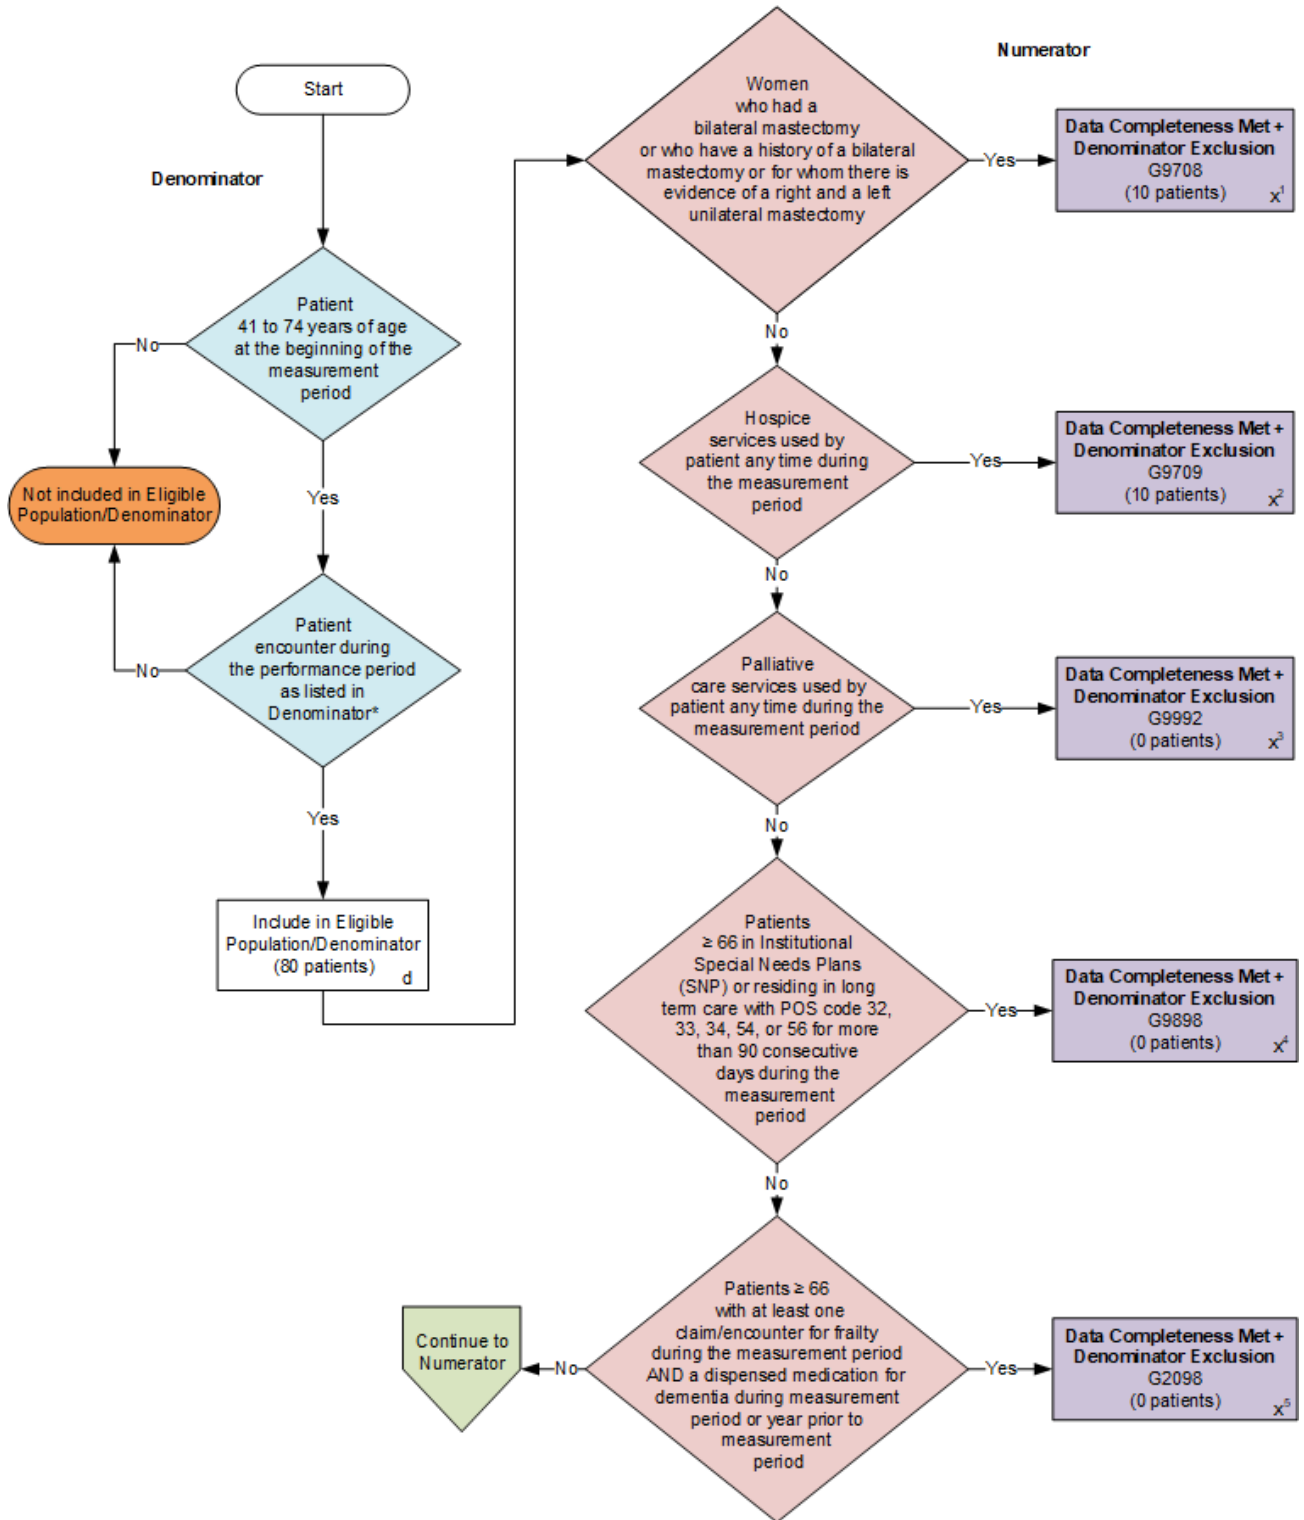 Start
Denominator
Patient
41 to 74 years of age
at the beginning of the
measurement
period
No
Yes
Not included in Eligible
Population/Denominator
Patient
encounter during
the performance period
as listed in
Denominator*
No
Yes
Include in Eligible
Population/Denominator
(80 patients)
d
Numerator
Women
who had a
bilateral mastectomy
or who have a history of a bilateral
mastectomy or for whom there is
evidence of a right and a left
unilateral mastectomy
Yes
Data Completeness Met +
Denominator Exclusion
G9708
(10 patients)
x¹
No
Hospice
services used by
patient any time during
the measurement
period
Yes
Data Completeness Met +
Denominator Exclusion
G9709
(10 patients)
x²
No
Palliative
care services used by
patient any time during the
measurement period
Yes
Data Completeness Met +
Denominator Exclusion
G9992
(0 patients)
x³
No
Patients
≥ 66 in Institutional
Special Needs Plans
(SNP) or residing in long
term care with POS code 32,
33, 34, 54, or 56 for more
than 90 consecutive
days during the
measurement
period
Yes
Data Completeness Met +
Denominator Exclusion
G9898
(0 patients)
x⁴
No
Patients ≥ 66
with at least one
claim/encounter for frailty
during the measurement period
AND a dispensed medication for
dementia during measurement
period or year prior to
measurement
period
Yes
Data Completeness Met +
Denominator Exclusion
G2098
(0 patients)
x⁵
No
Continue to
Numerator